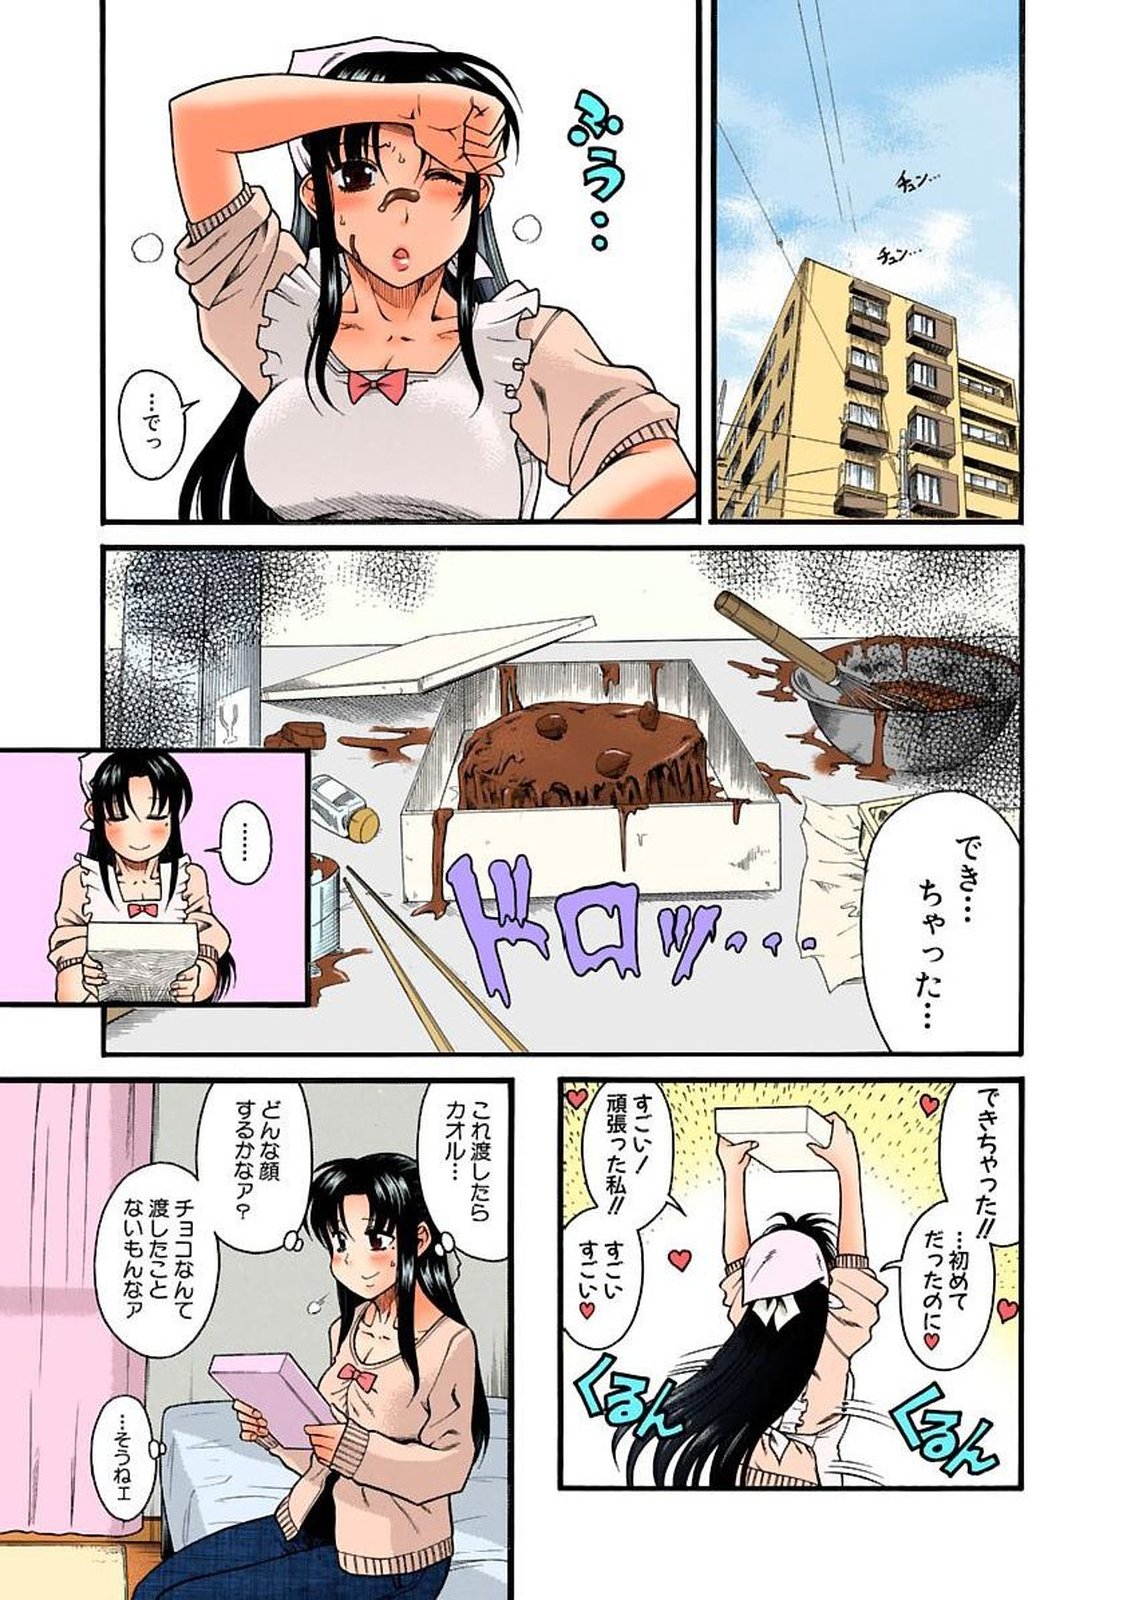 チュン…
チュン…
ふぅ…
…でっ
でき…
ちゃった…
ドロッ...
……
できちゃった!!
…初めて
だったのに♥
すごい!
頑張った私!!
すごい
すごい♥
くるん
くるん
これ渡したら
カオル…
どんな顔
するかなァ?
チョコなんて
渡したこと
ないもんなァ
…そうねェ